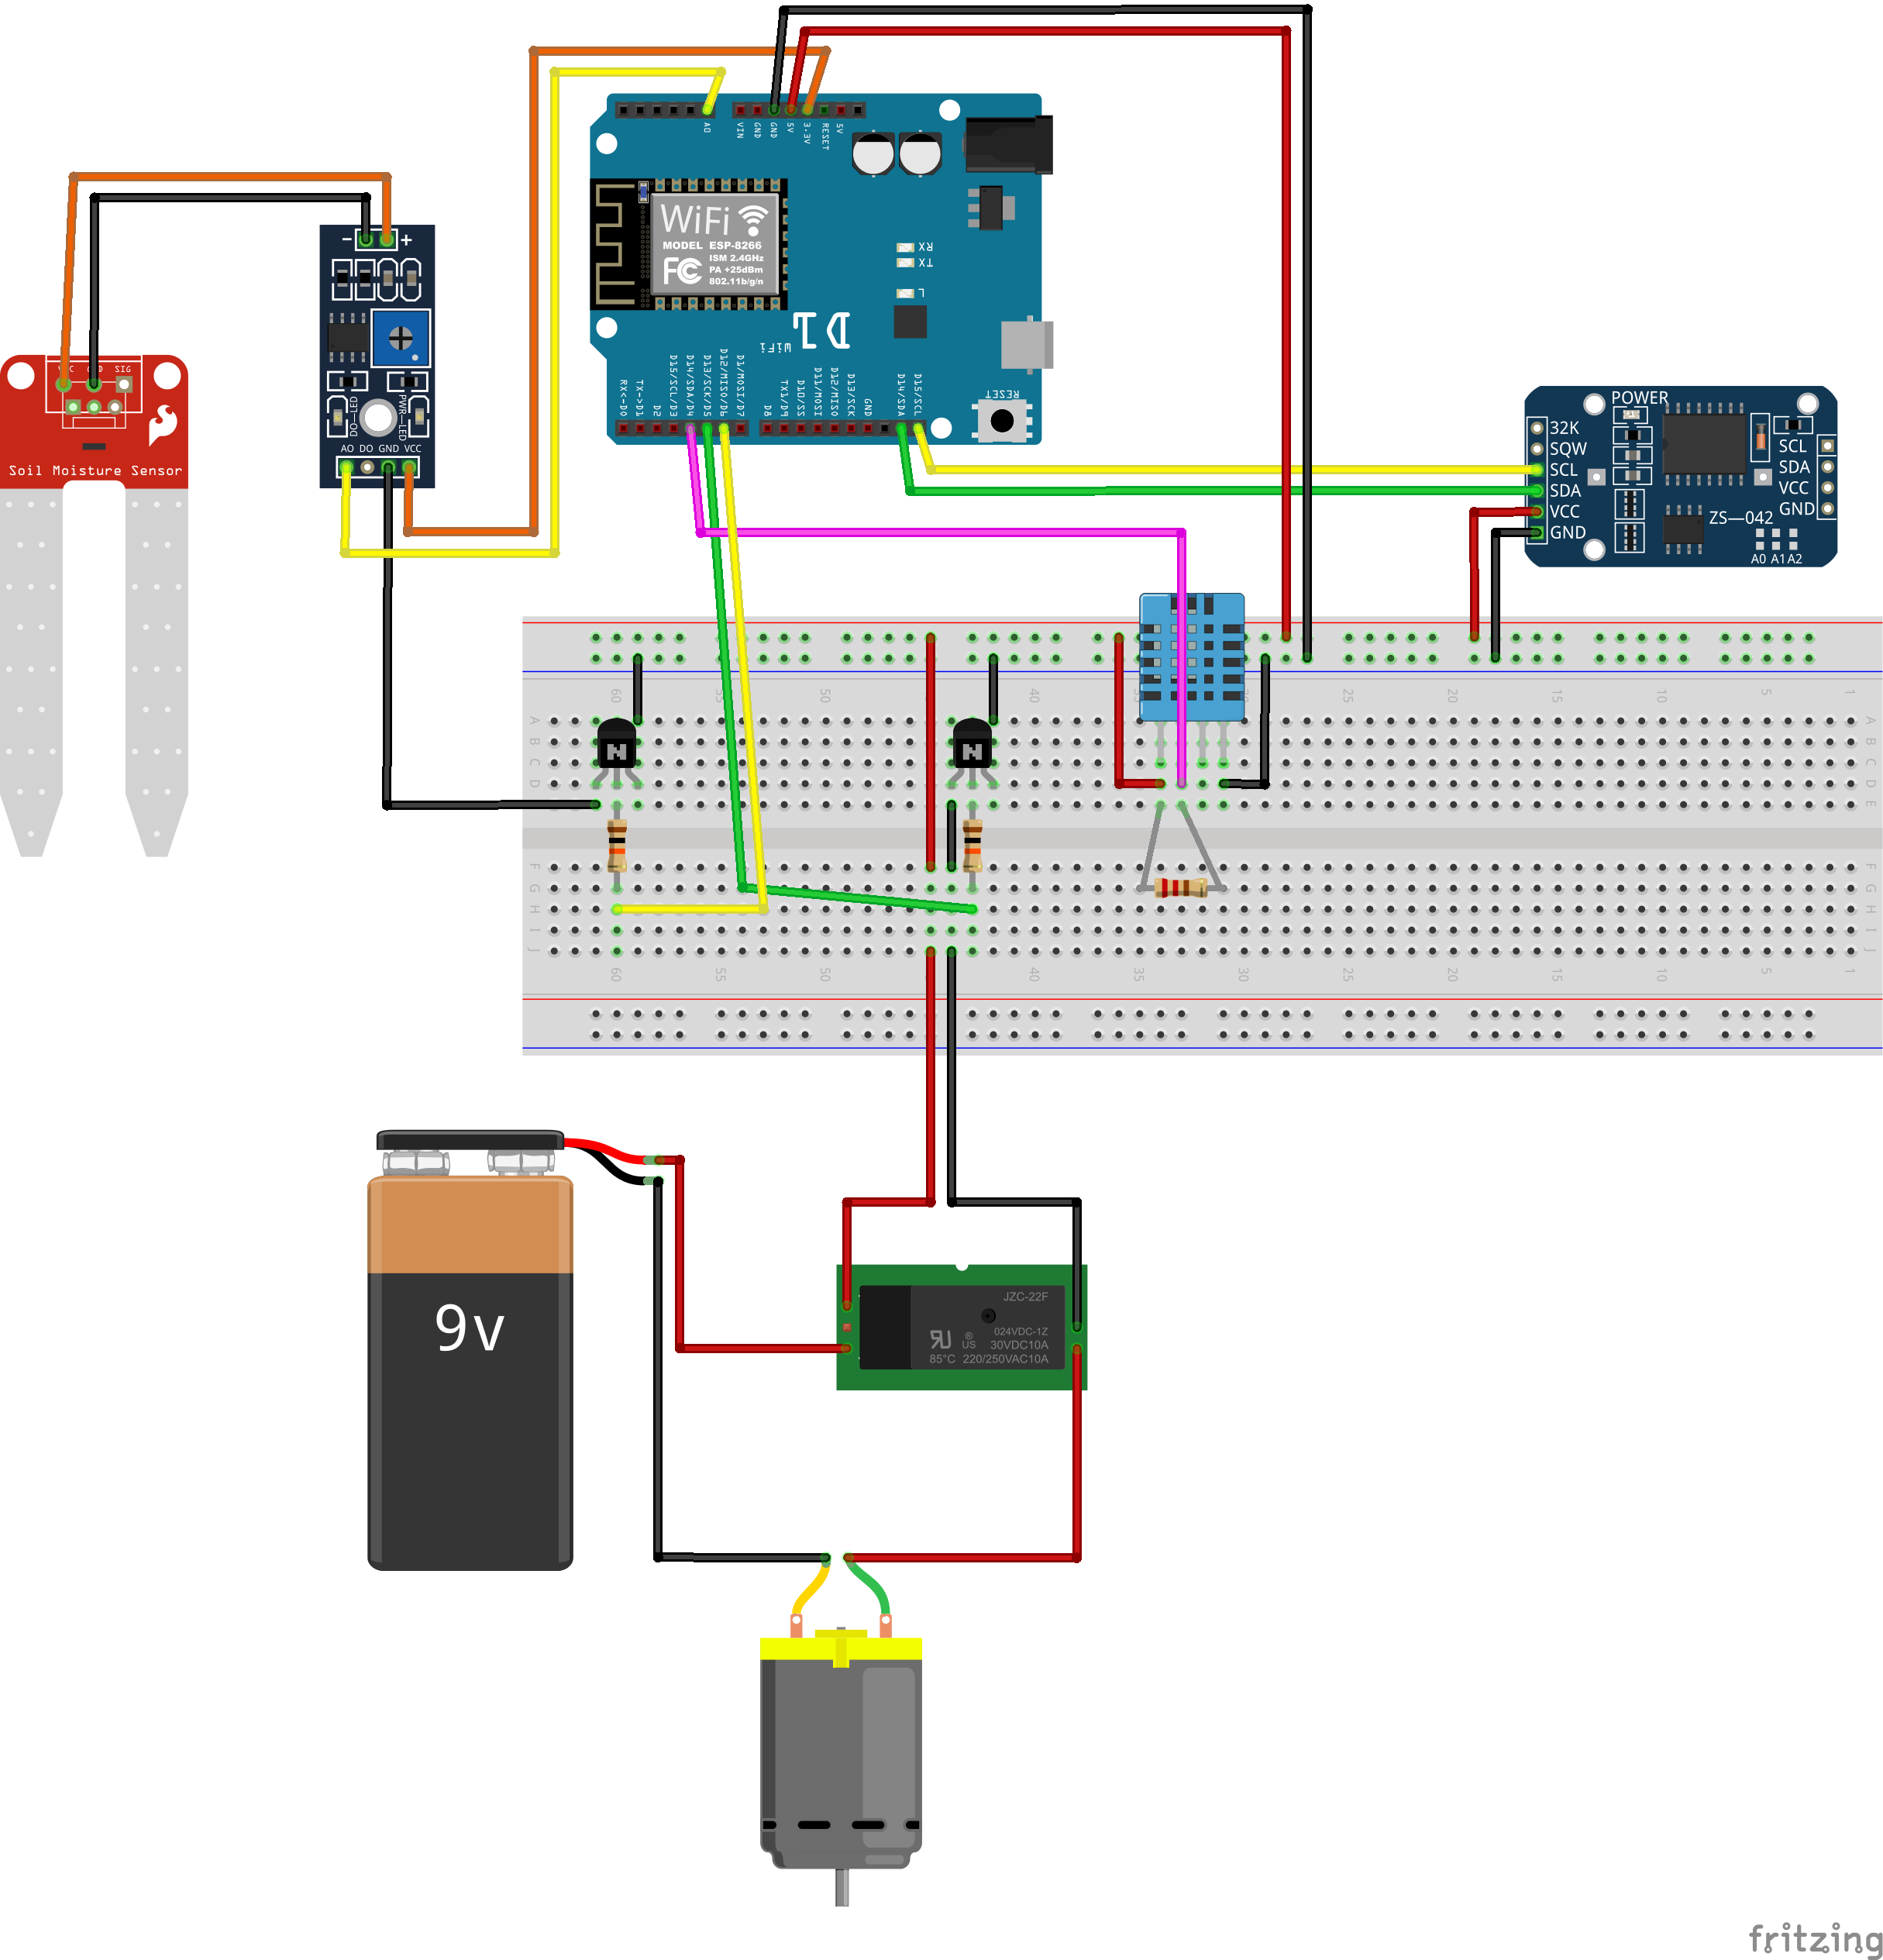 A0
VIN
GND
GND
5V
3.3V
RESET
5V
WiFi
MODEL ESP-8266
ISM 2.4GHz
PA +25dBm
802.11b/g/n
FC
RX
TX
L
D1
WiFi
RX<-D0
TX->D1
D2
D15/SCL/D3
D14/SDA/D4
D13/SCK/D5
D12/MISO/D6
D11/MOSI/D7
D8
TX1/D9
D10/SS
D11/MOSI
D12/MISO
D13/SCK
GND
D14/SDA
D15/SCL
RESET
- +
DO-LED
PWR-LED
AO DO GND VCC
SIG
Soil Moisture Sensor
POWER
32K
SQW
SCL
SDA
VCC
GND
SCL
SDA
VCC
GND
ZS-042
A0 A1 A2
60 55 50 40 35 30 25 20 15 10 5 1
A
B
C
D
E
F
G
H
I
J
A
B
C
D
E
F
G
H
I
J
N
N
60 55 50 40 35 30 25 20 15 10 5 1
9v
JZC-22F
024VDC-1Z
US 30VDC10A
85°C 220/250VAC10A
fritzing